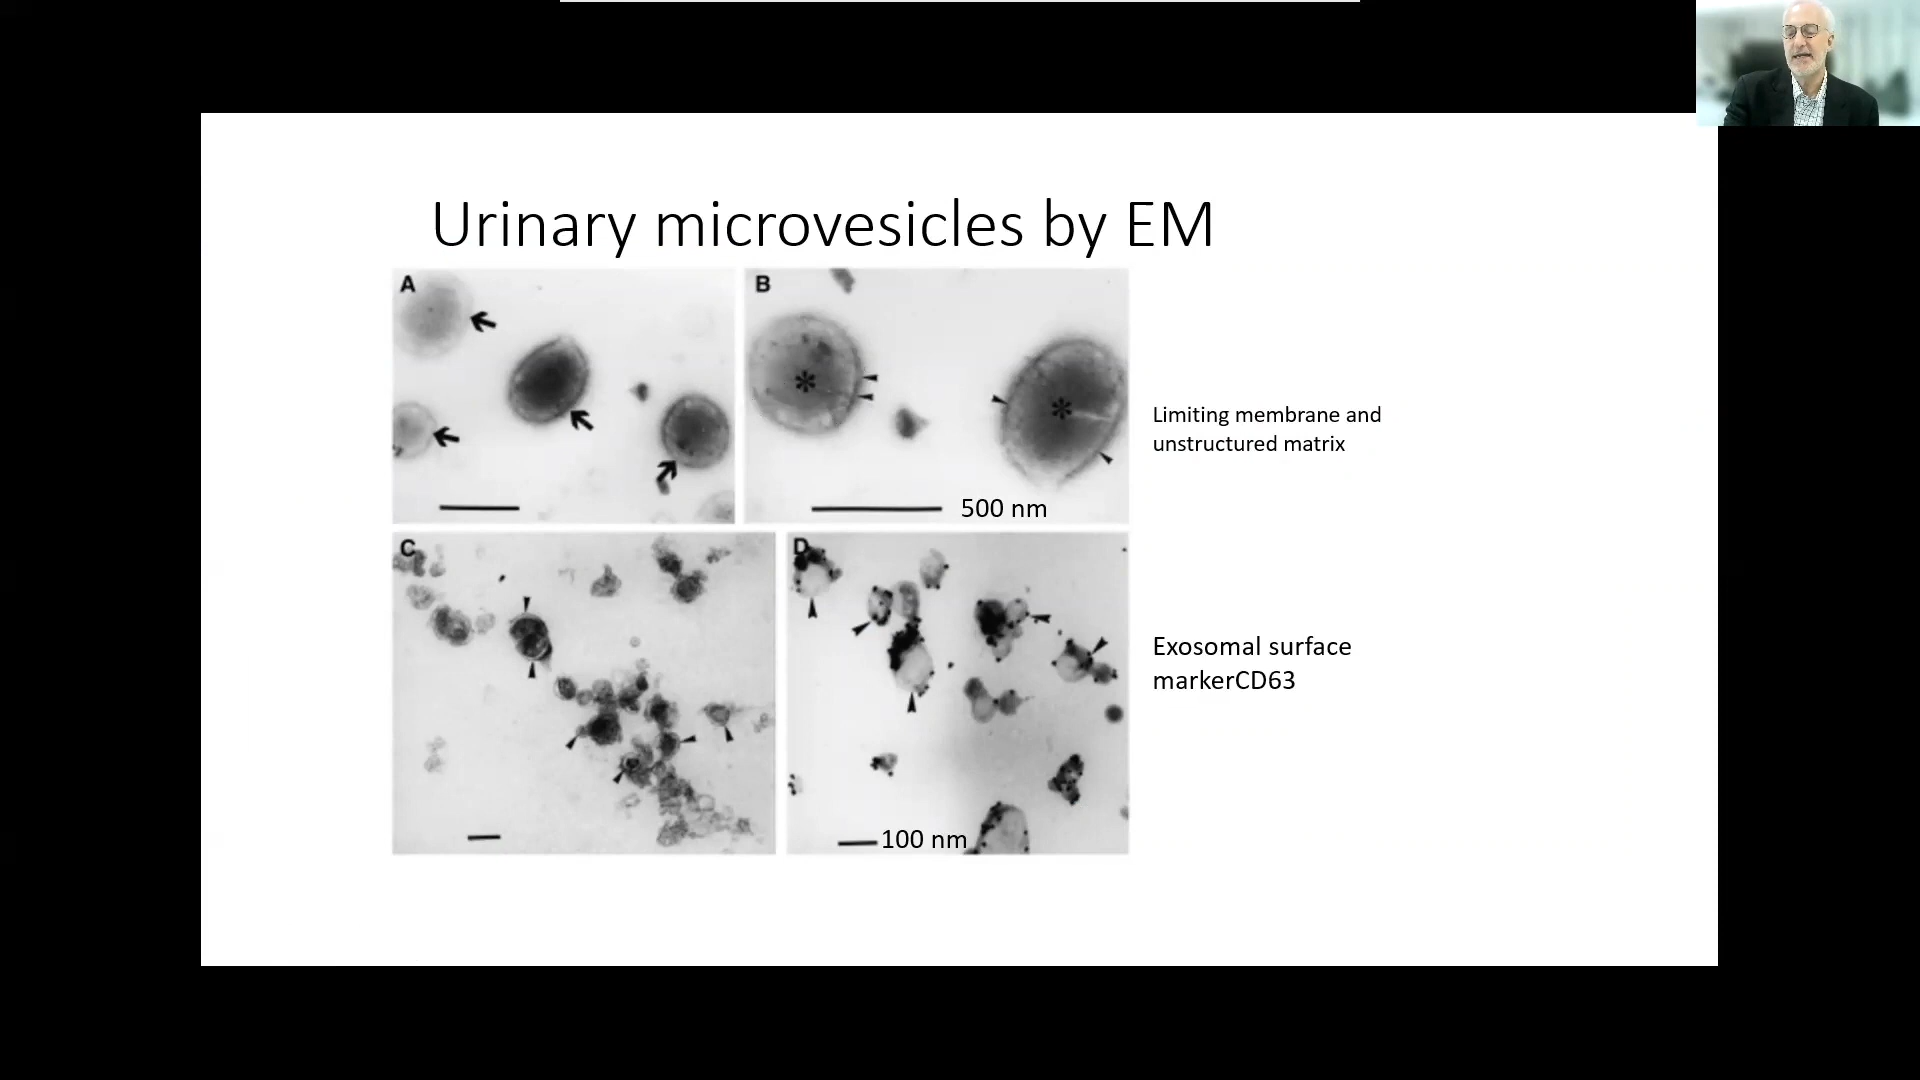 Urinary microvesicles by EM
A
B
*
*
Limiting membrane and
unstructured matrix
500 nm
C
D
Exosomal surface
markerCD63
100 nm